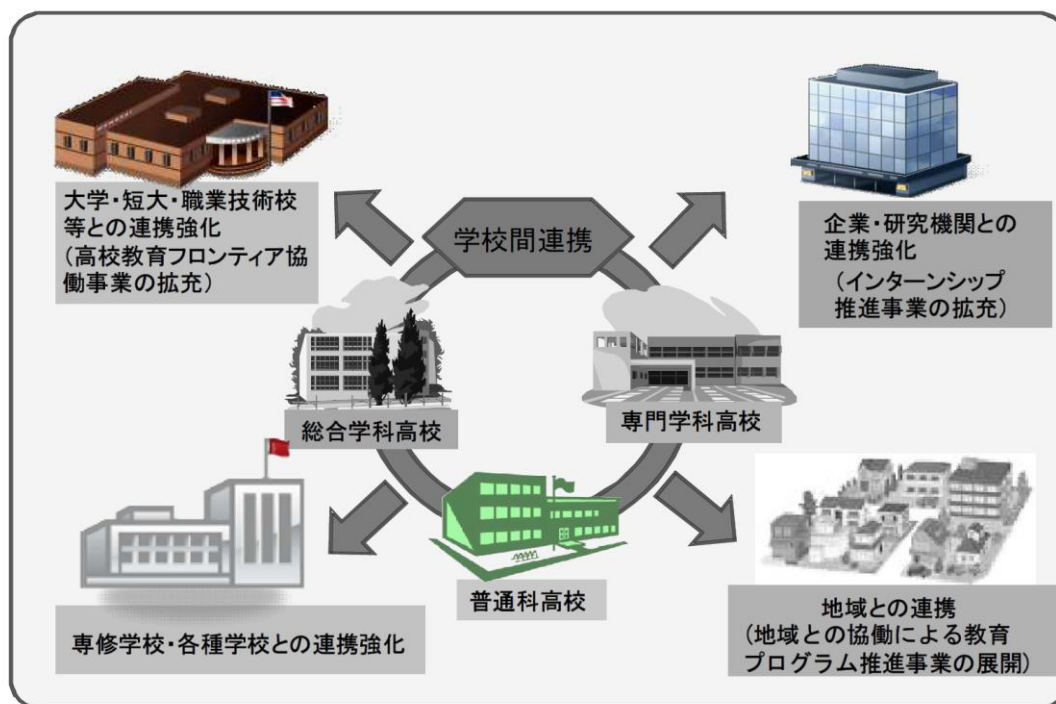 大学・短大・職業技術校
等との連携強化
(高校教育フロンティア協
働事業の拡充)
企業・研究機関との
連携強化
(インターンシップ
推進事業の拡充)
学校間連携
総合学科高校
専門学科高校
普通科高校
専修学校・各種学校との連携強化
地域との連携
(地域との協働による教育
プログラム推進事業の展開)